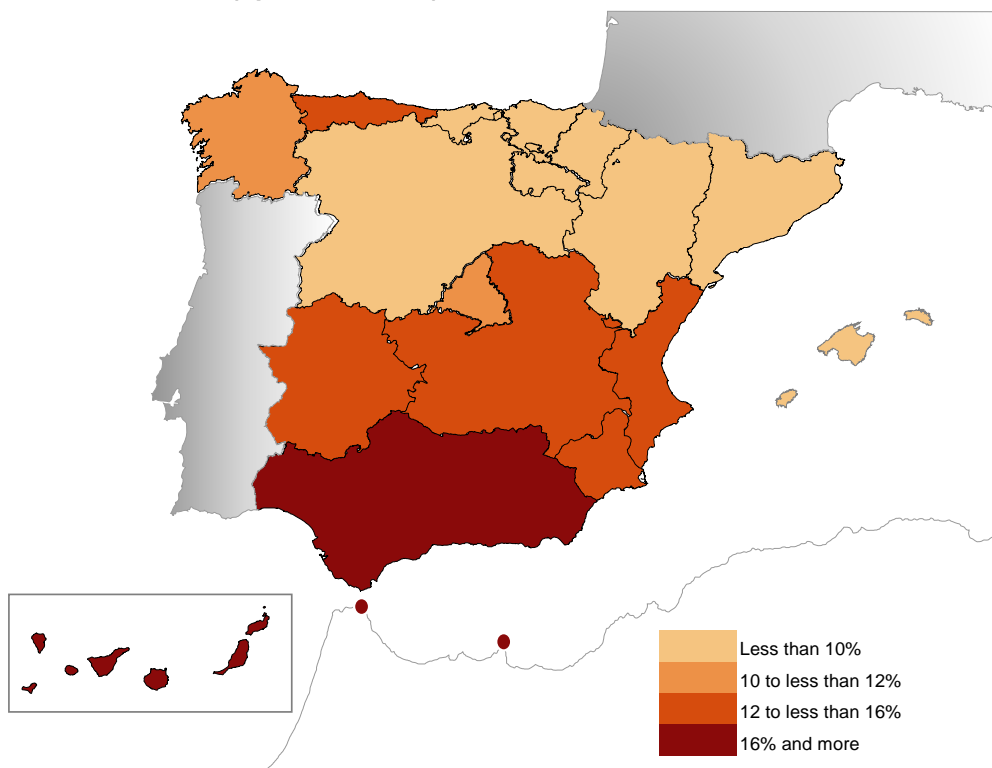 Less than 10%
10 to less than 12%
12 to less than 16%
16% and more